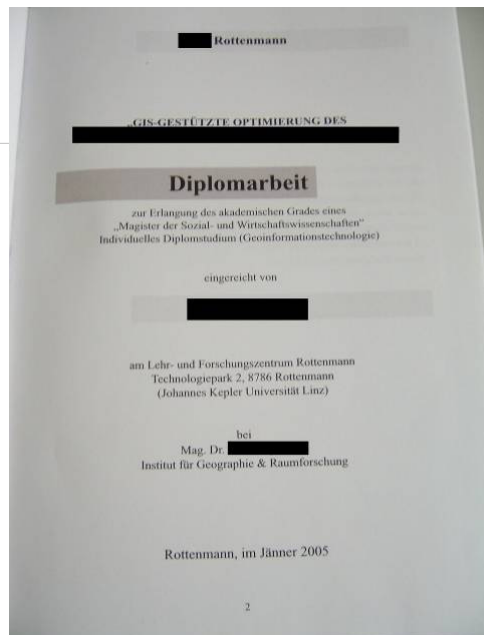 Rottenmann
„GIS-GESTÜTZTE OPTIMIERUNG DES
Diplomarbeit
zur Erlangung des akademischen Grades eines
„Magister der Sozial- und Wirtschaftswissenschaften"
Individuelles Diplomstudium (Geoinformationstechnologie)
eingereicht von
am Lehr- und Forschungszentrum Rottenmann
Technologiepark 2, 8786 Rottenmann
(Johannes Kepler Universität Linz)
bei
Mag. Dr.
Institut für Geographie & Raumforschung
Rottenmann, im Jänner 2005
2